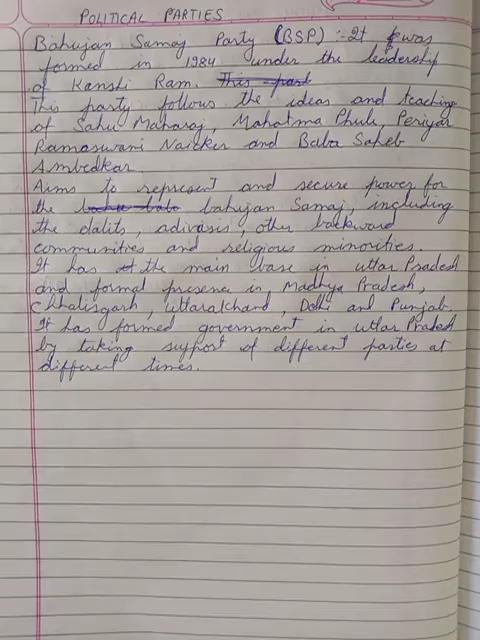 POLITICAL PARTIES
Bahujan Samaj Party (BSP) :- It was
formed in 1984 under the leadership
of Kanshi Ram. This part
This party follows the ideas and teaching
of Sahu Maharaj, Mahatma Phule, Periyar
Ramaswani Naicker and Baba Saheb
Ambedkar.
Aims to represent and secure power for
the bahujan Samaj, including
the dalits, adivasis, other backward
communities and religious minorities.
It has the main base in uttar Pradesh
and formal presence in Madhya Pradesh,
Chhatisgarh, uttarakhand, Delhi and Punjab.
It has formed government in uttar Pradesh
by taking support of different parties at
different times.